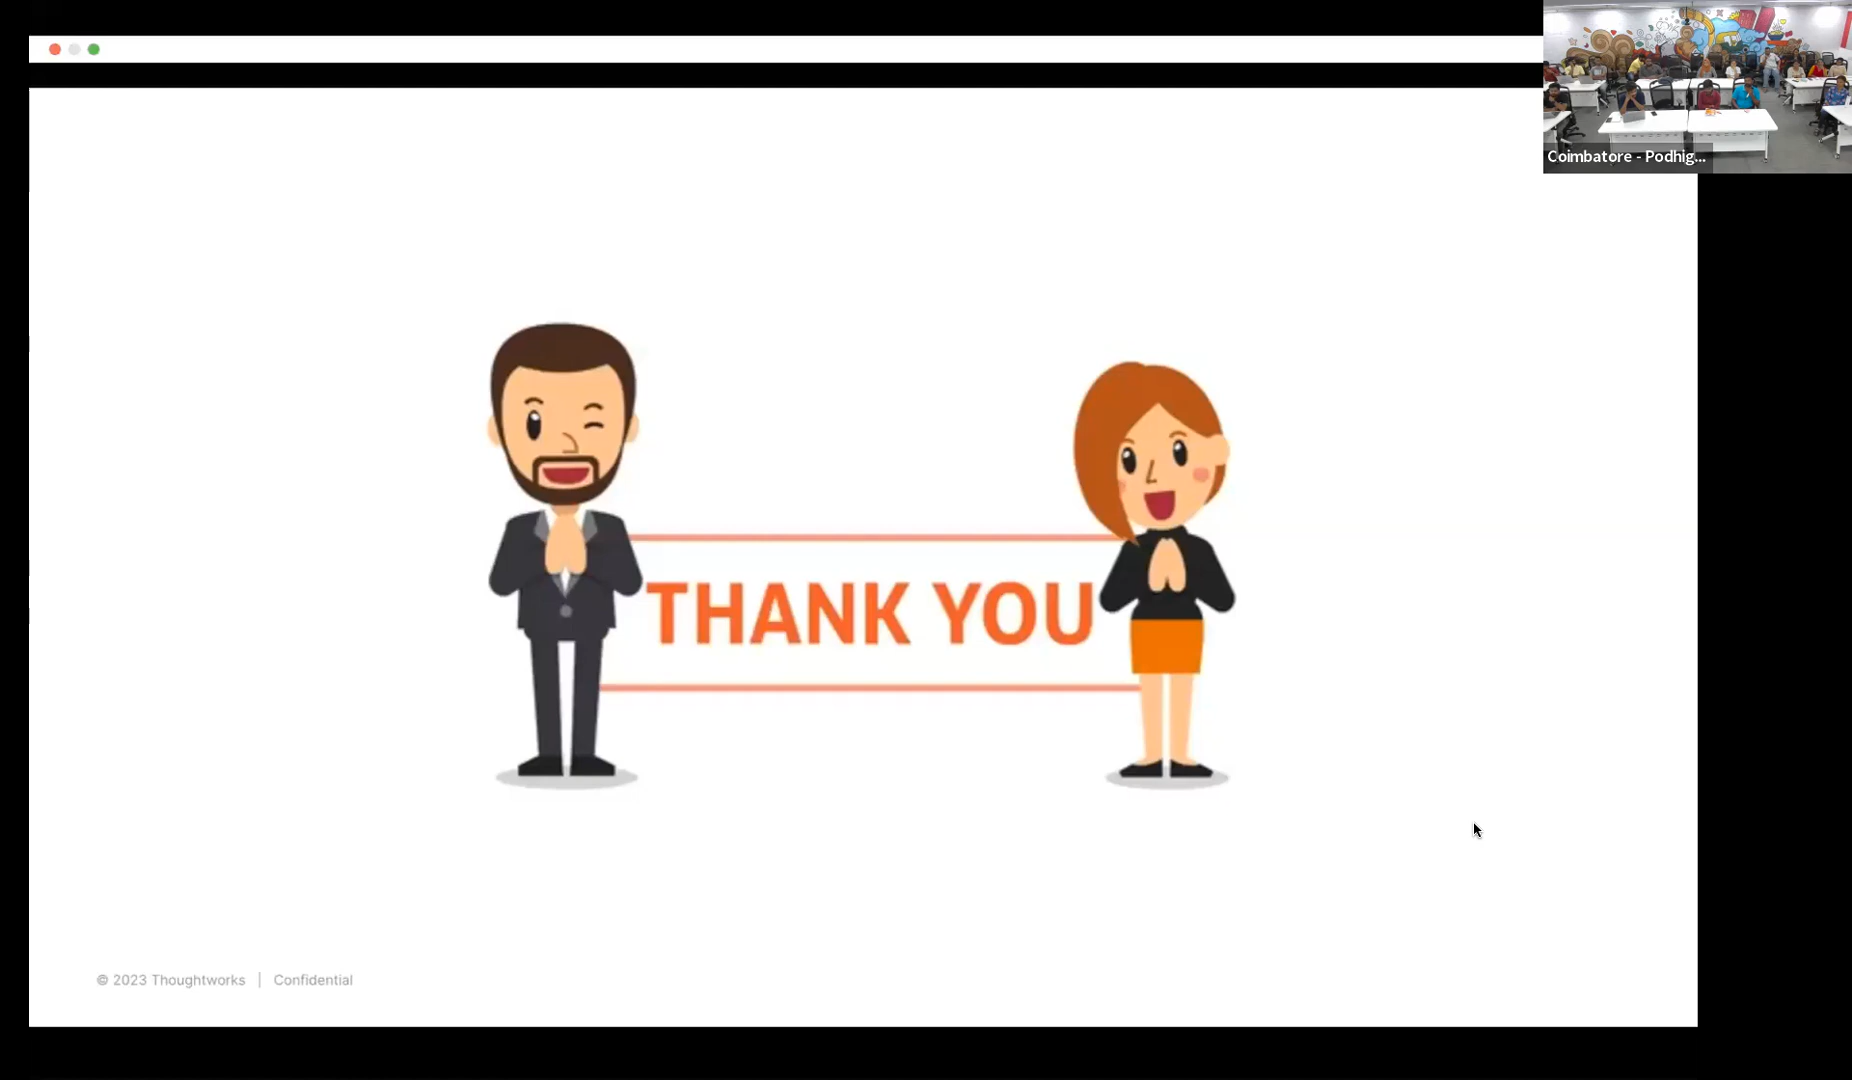 Coimbatore - Podhig...
THANK YOU
© 2023 Thoughtworks | Confidential